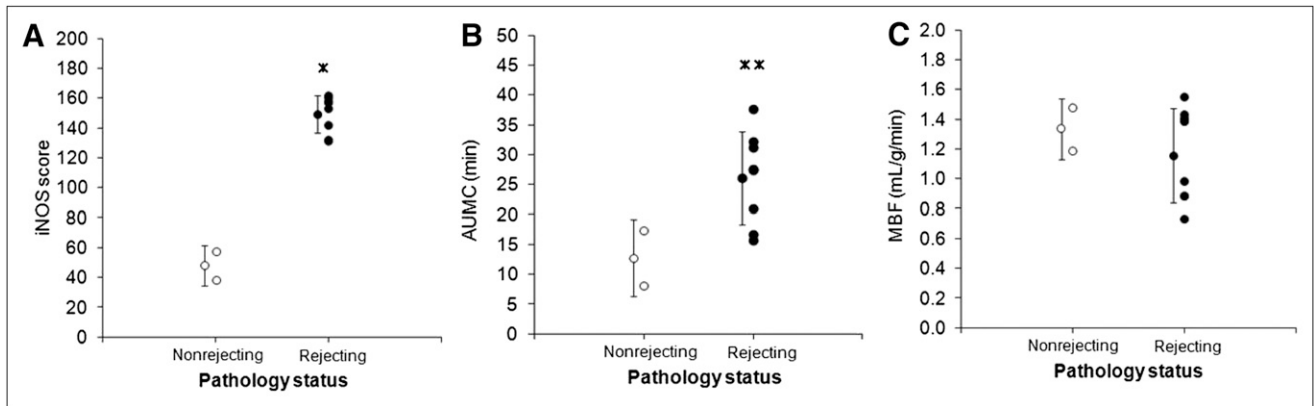 A
200
180
160
140
120
100
80
60
40
20
0
iNOS score
*
Nonrejecting Rejecting
Pathology status
B
50
45
40
35
30
25
20
15
10
5
0
AUMC (min)
* *
Nonrejecting Rejecting
Pathology status
C
2.0
1.8
1.6
1.4
1.2
1.0
0.8
0.6
0.4
0.2
0.0
MBF (mL/g/min)
Nonrejecting Rejecting
Pathology status